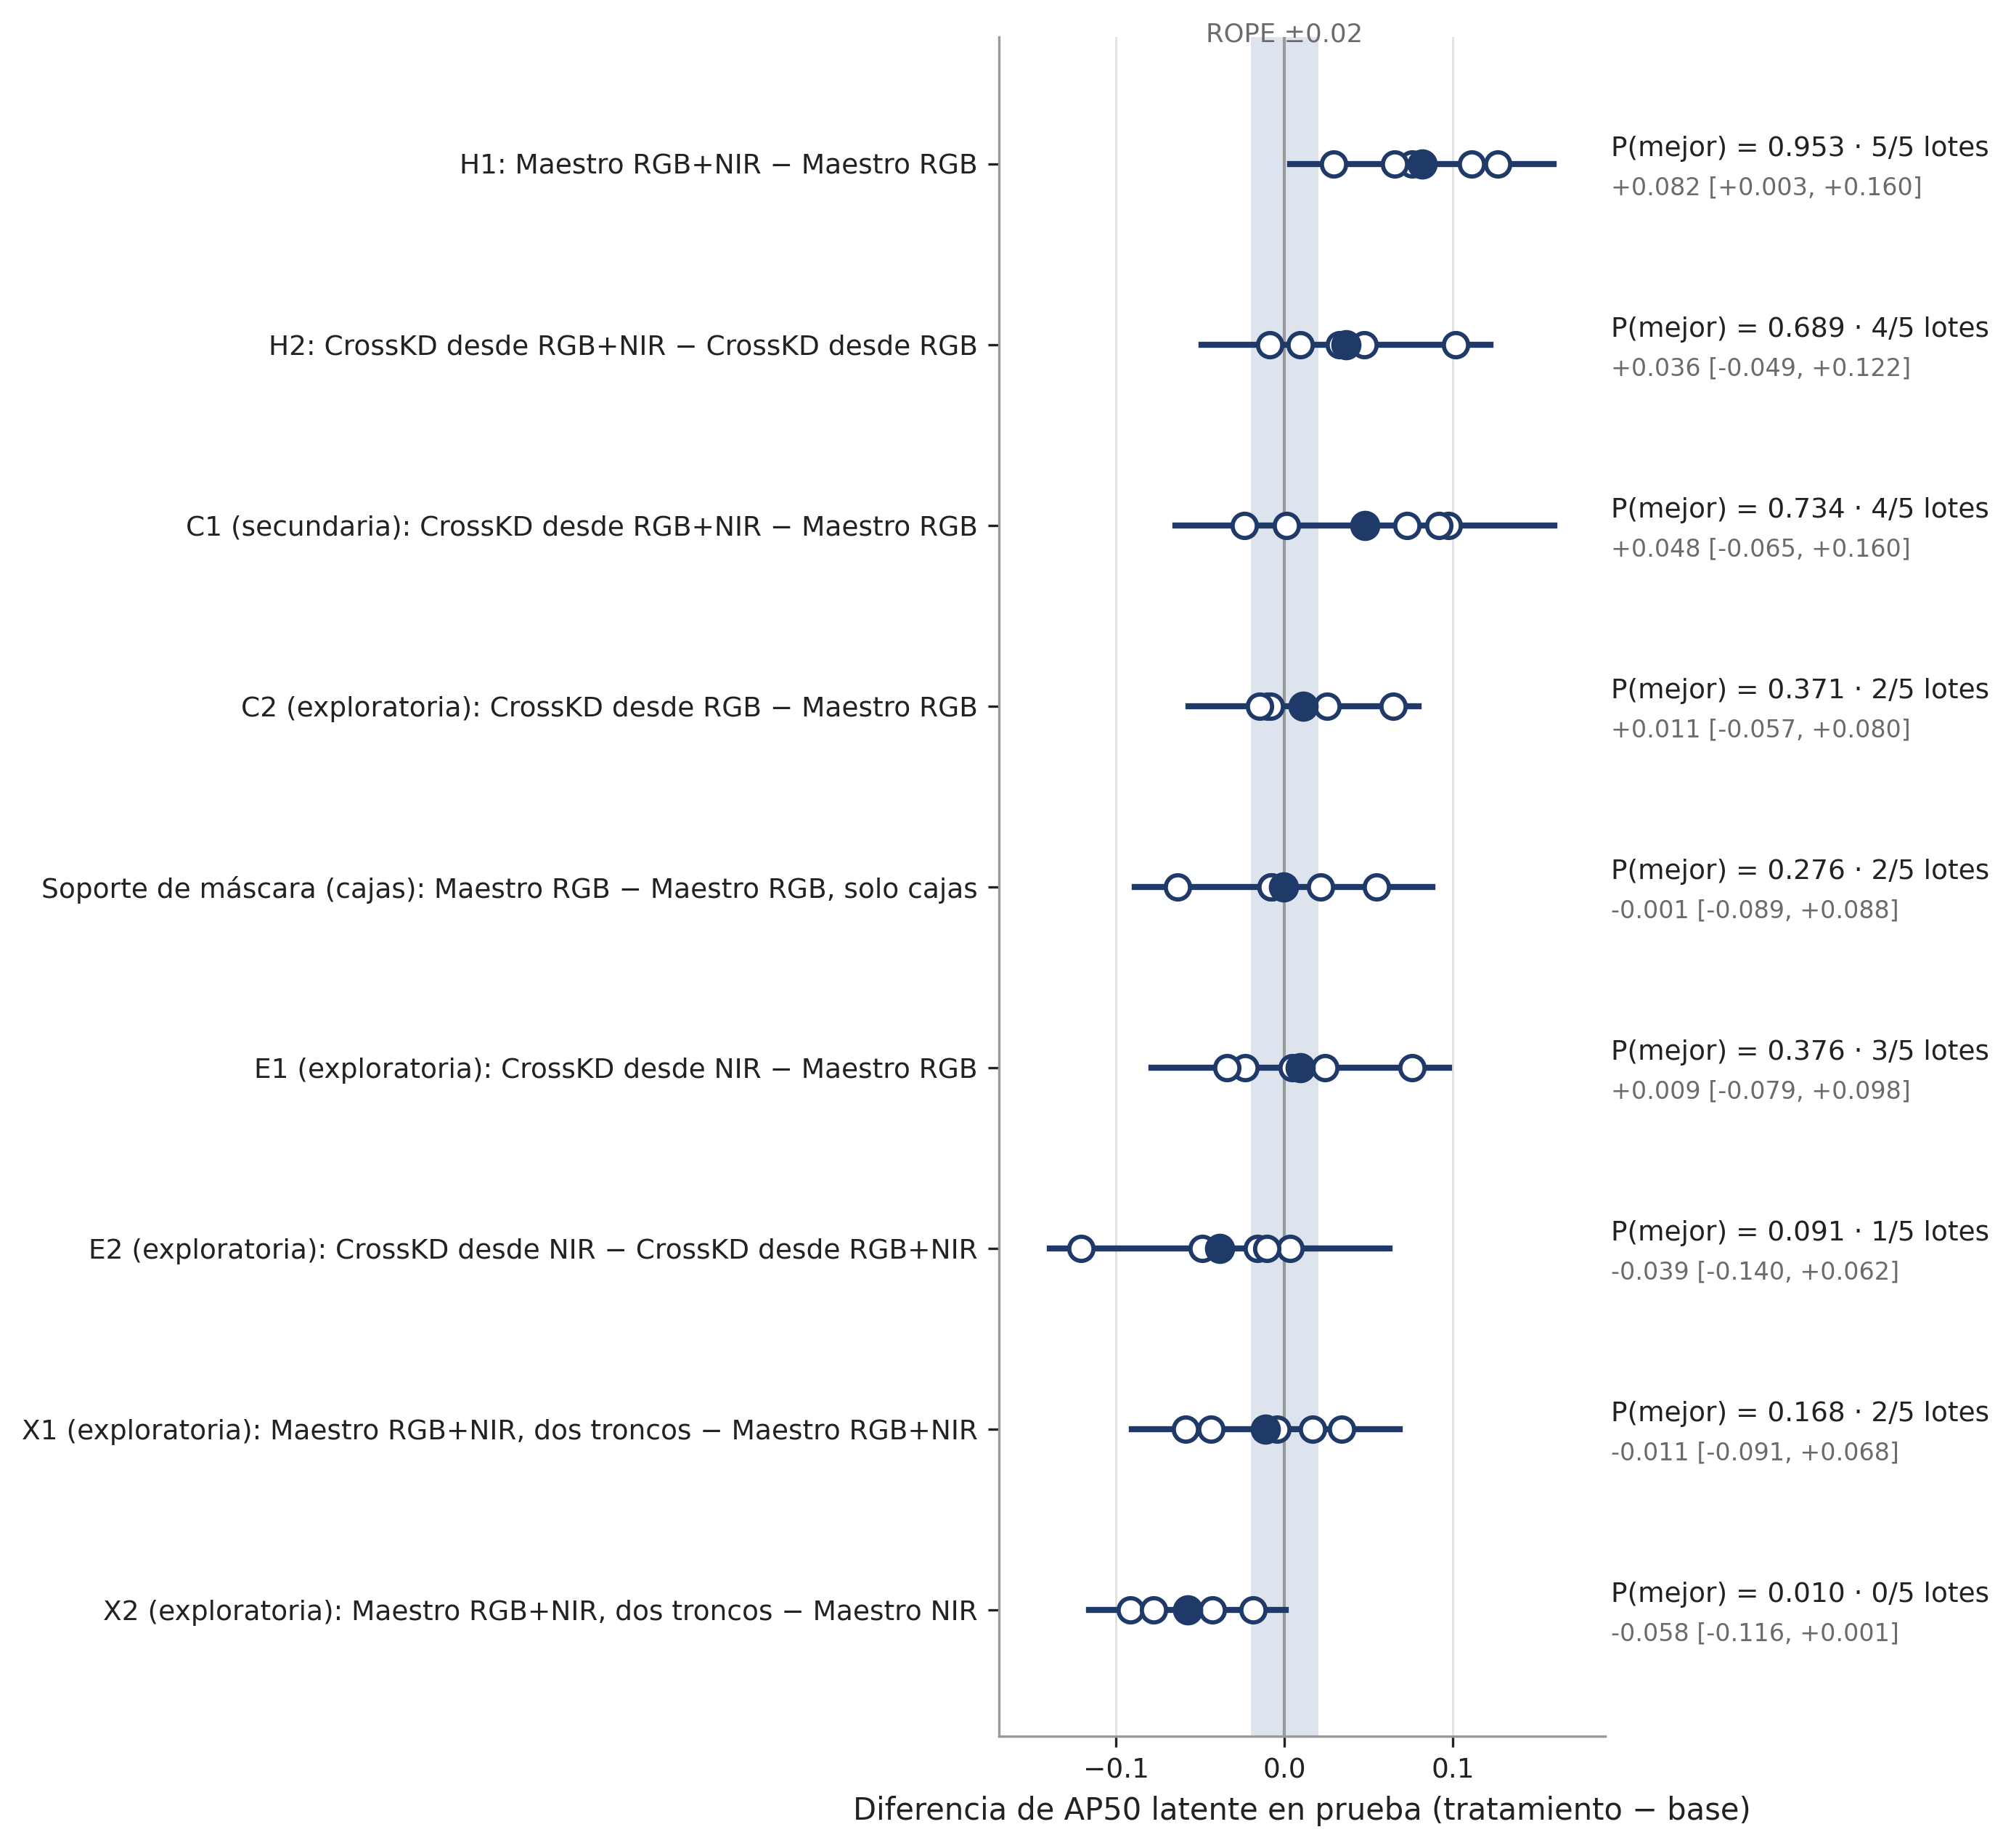 ROPE ±0.02
H1: Maestro RGB+NIR − Maestro RGB
P(mejor) = 0.953 · 5/5 lotes
+0.082 [+0.003, +0.160]
H2: CrossKD desde RGB+NIR − CrossKD desde RGB
P(mejor) = 0.689 · 4/5 lotes
+0.036 [-0.049, +0.122]
C1 (secundaria): CrossKD desde RGB+NIR − Maestro RGB
P(mejor) = 0.734 · 4/5 lotes
+0.048 [-0.065, +0.160]
C2 (exploratoria): CrossKD desde RGB − Maestro RGB
P(mejor) = 0.371 · 2/5 lotes
+0.011 [-0.057, +0.080]
Soporte de máscara (cajas): Maestro RGB − Maestro RGB, solo cajas
P(mejor) = 0.276 · 2/5 lotes
-0.001 [-0.089, +0.088]
E1 (exploratoria): CrossKD desde NIR − Maestro RGB
P(mejor) = 0.376 · 3/5 lotes
+0.009 [-0.079, +0.098]
E2 (exploratoria): CrossKD desde NIR − CrossKD desde RGB+NIR
P(mejor) = 0.091 · 1/5 lotes
-0.039 [-0.140, +0.062]
X1 (exploratoria): Maestro RGB+NIR, dos troncos − Maestro RGB+NIR
P(mejor) = 0.168 · 2/5 lotes
-0.011 [-0.091, +0.068]
X2 (exploratoria): Maestro RGB+NIR, dos troncos − Maestro NIR
P(mejor) = 0.010 · 0/5 lotes
-0.058 [-0.116, +0.001]
−0.1 0.0 0.1
Diferencia de AP50 latente en prueba (tratamiento − base)